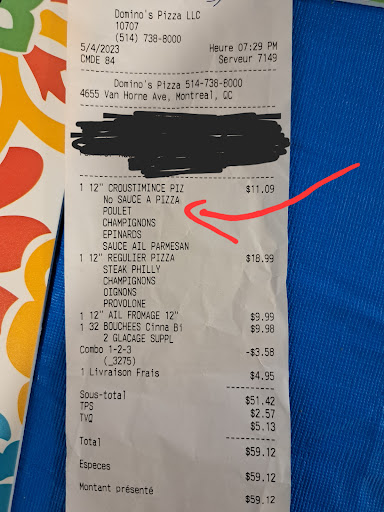 Domino's Pizza LLC
10707
(514) 738-8000
5/4/2023 Heure 07:29 PM
CMDE 84 Serveur 7149
Domino's Pizza 514-738-8000
4655 Van Horne Ave, Montreal, QC
1 12" CROUSTIMINCE PIZ $11.09
No SAUCE A PIZZA
POULET
CHAMPIGNONS
EPINARDS
SAUCE AIL PARMESAN
1 12" REGULIER PIZZA $18.99
STEAK PHILLY
CHAMPIGNONS
OIGNONS
PROVOLONE
1 12" AIL FROMAGE 12" $9.99
1 32 BOUCHEES Cinna Bi $9.98
2 GLACAGE SUPPL
Combo 1-2-3 -$3.58
(_3275)
1 Livraison Frais $4.95
Sous-total $51.42
TPS $2.57
TVQ $5.13
Total $59.12
Especes $59.12
Montant présenté $59.12